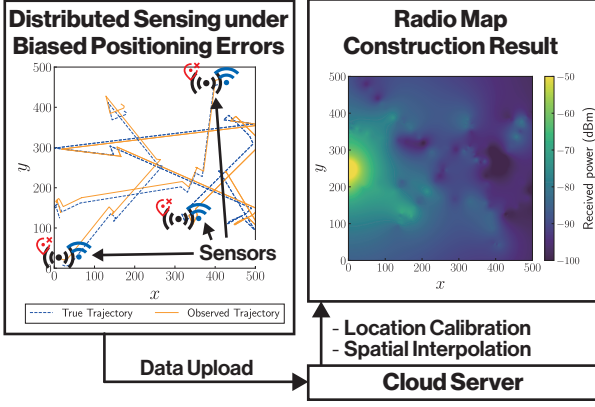 Distributed Sensing under
Biased Positioning Errors
500
400
300
200
100
0
0 100 200 300 400 500
y
x
Sensors
True Trajectory Observed Trajectory
Radio Map
Construction Result
500
400
300
200
100
0
0 100 200 300 400 500
y
x
−50
−60
−70
−80
−90
−100
Received power (dBm)
Data Upload
- Location Calibration
- Spatial Interpolation
Cloud Server